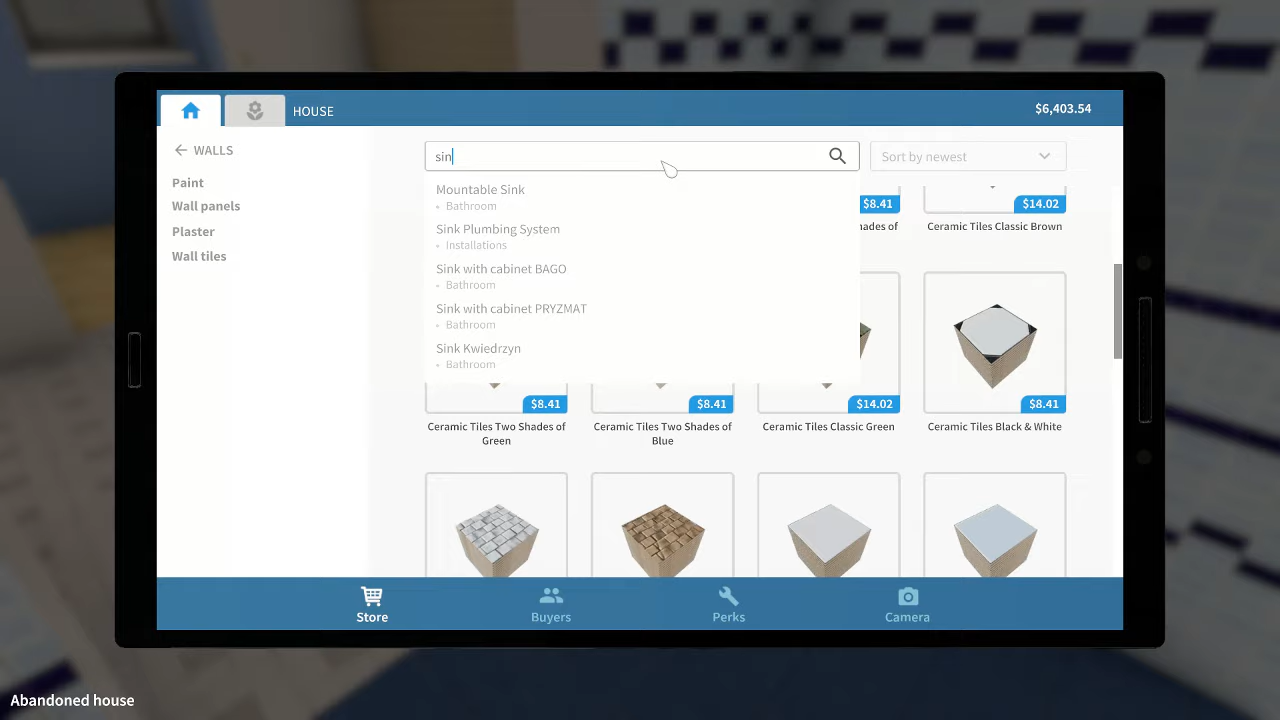 HOUSE
$6,403.54
WALLS
Paint
Wall panels
Plaster
Wall tiles
sin
Sort by newest
Mountable Sink
• Bathroom
Sink Plumbing System
• Installations
Sink with cabinet BAGO
• Bathroom
Sink with cabinet PRYZMAT
• Bathroom
Sink Kwiedrzyn
• Bathroom
$8.41
$14.02
of
Ceramic Tiles Classic Brown
$8.41
$8.41
$14.02
$8.41
Ceramic Tiles Two Shades of
Green
Ceramic Tiles Two Shades of
Blue
Ceramic Tiles Classic Green
Ceramic Tiles Black & White
Store
Buyers
Perks
Camera
Abandoned house